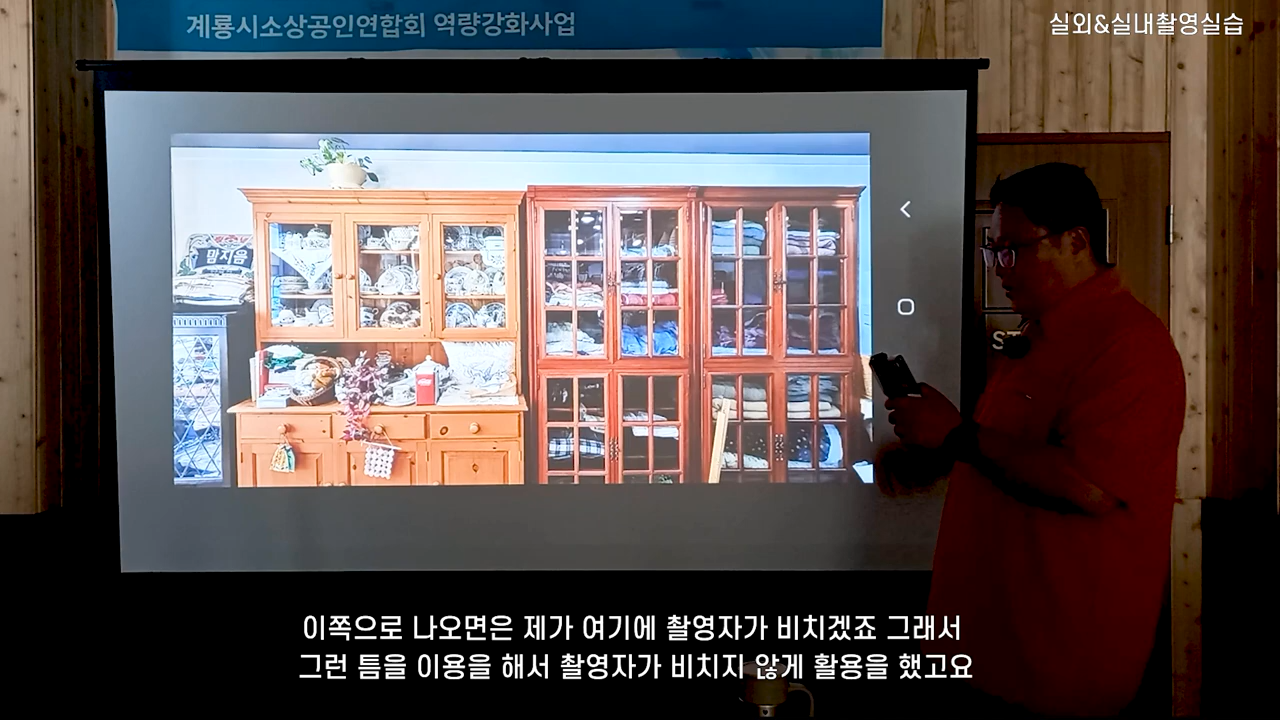 계룡시소상공인연합회 역량강화사업
실외&실내촬영실습
맘지음
ST
이쪽으로 나오면은 제가 여기에 촬영자가 비치겠죠 그래서
그런 틈을 이용을 해서 촬영자가 비치지 않게 활용을 했고요